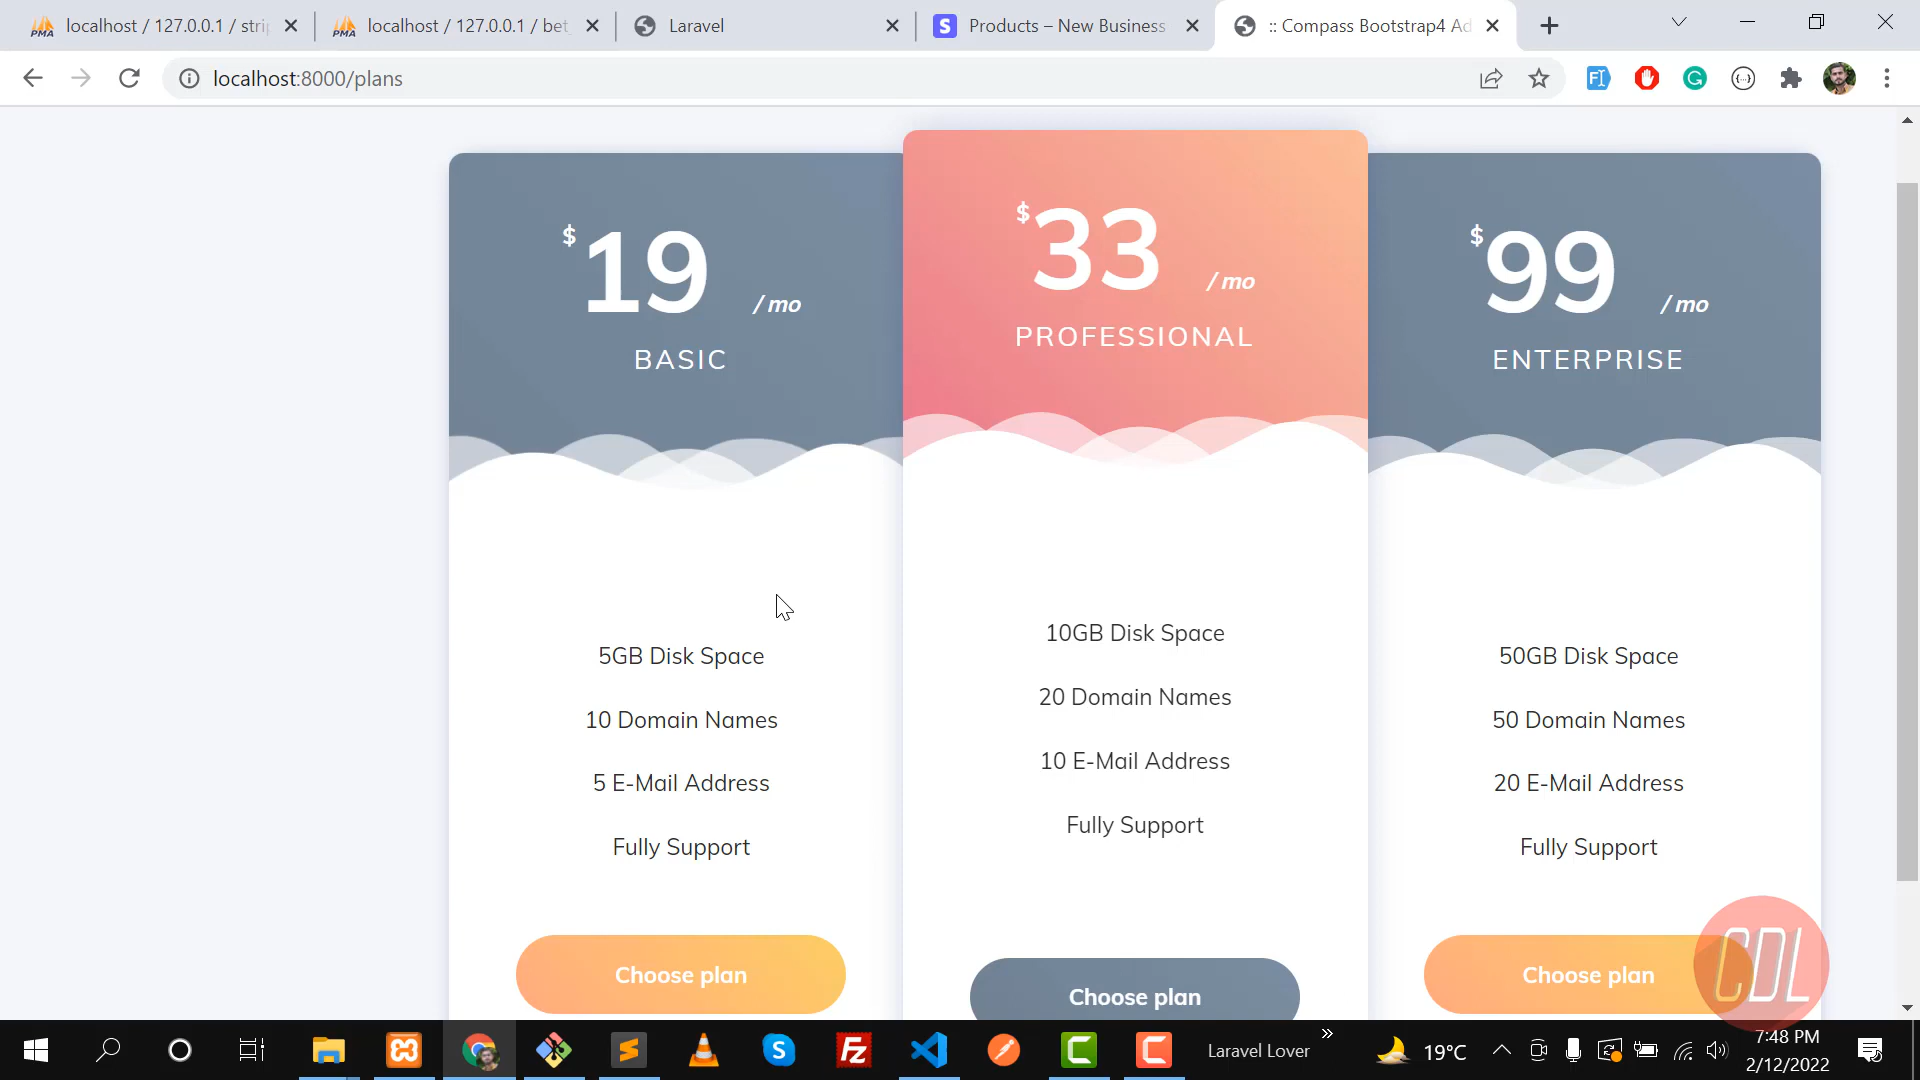 localhost / 127.0.0.1 / stri
localhost / 127.0.0.1 / bet_
Laravel
Products – New Business
:: Compass Bootstrap4 Ad
localhost:8000/plans
$19 / mo
BASIC
5GB Disk Space
10 Domain Names
5 E-Mail Address
Fully Support
Choose plan
$33 / mo
PROFESSIONAL
10GB Disk Space
20 Domain Names
10 E-Mail Address
Fully Support
Choose plan
$99 / mo
ENTERPRISE
50GB Disk Space
50 Domain Names
20 E-Mail Address
Fully Support
Choose plan
CDL
Laravel Lover
19°C
7:48 PM
2/12/2022